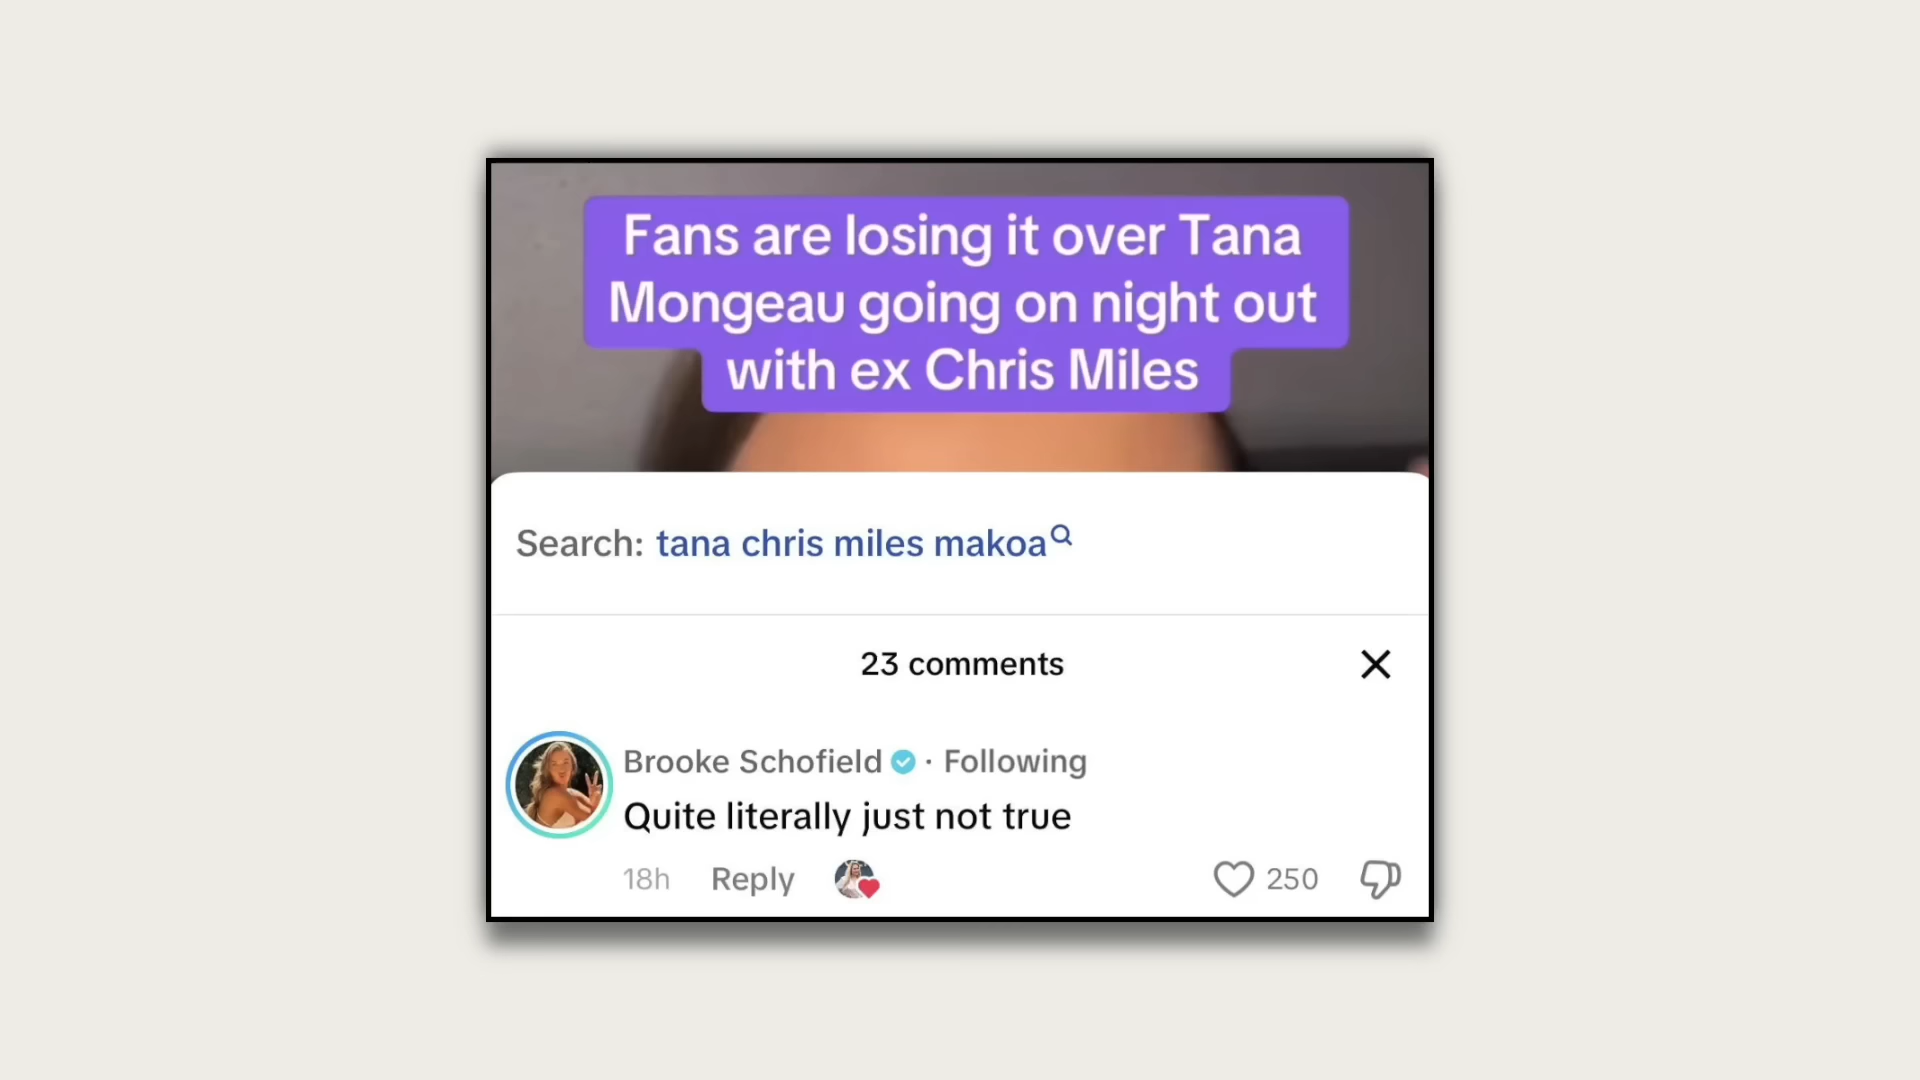 Fans are losing it over Tana
Mongeau going on night out
with ex Chris Miles
Search: tana chris miles makoa
23 comments
Brooke Schofield · Following
Quite literally just not true
18h Reply 250